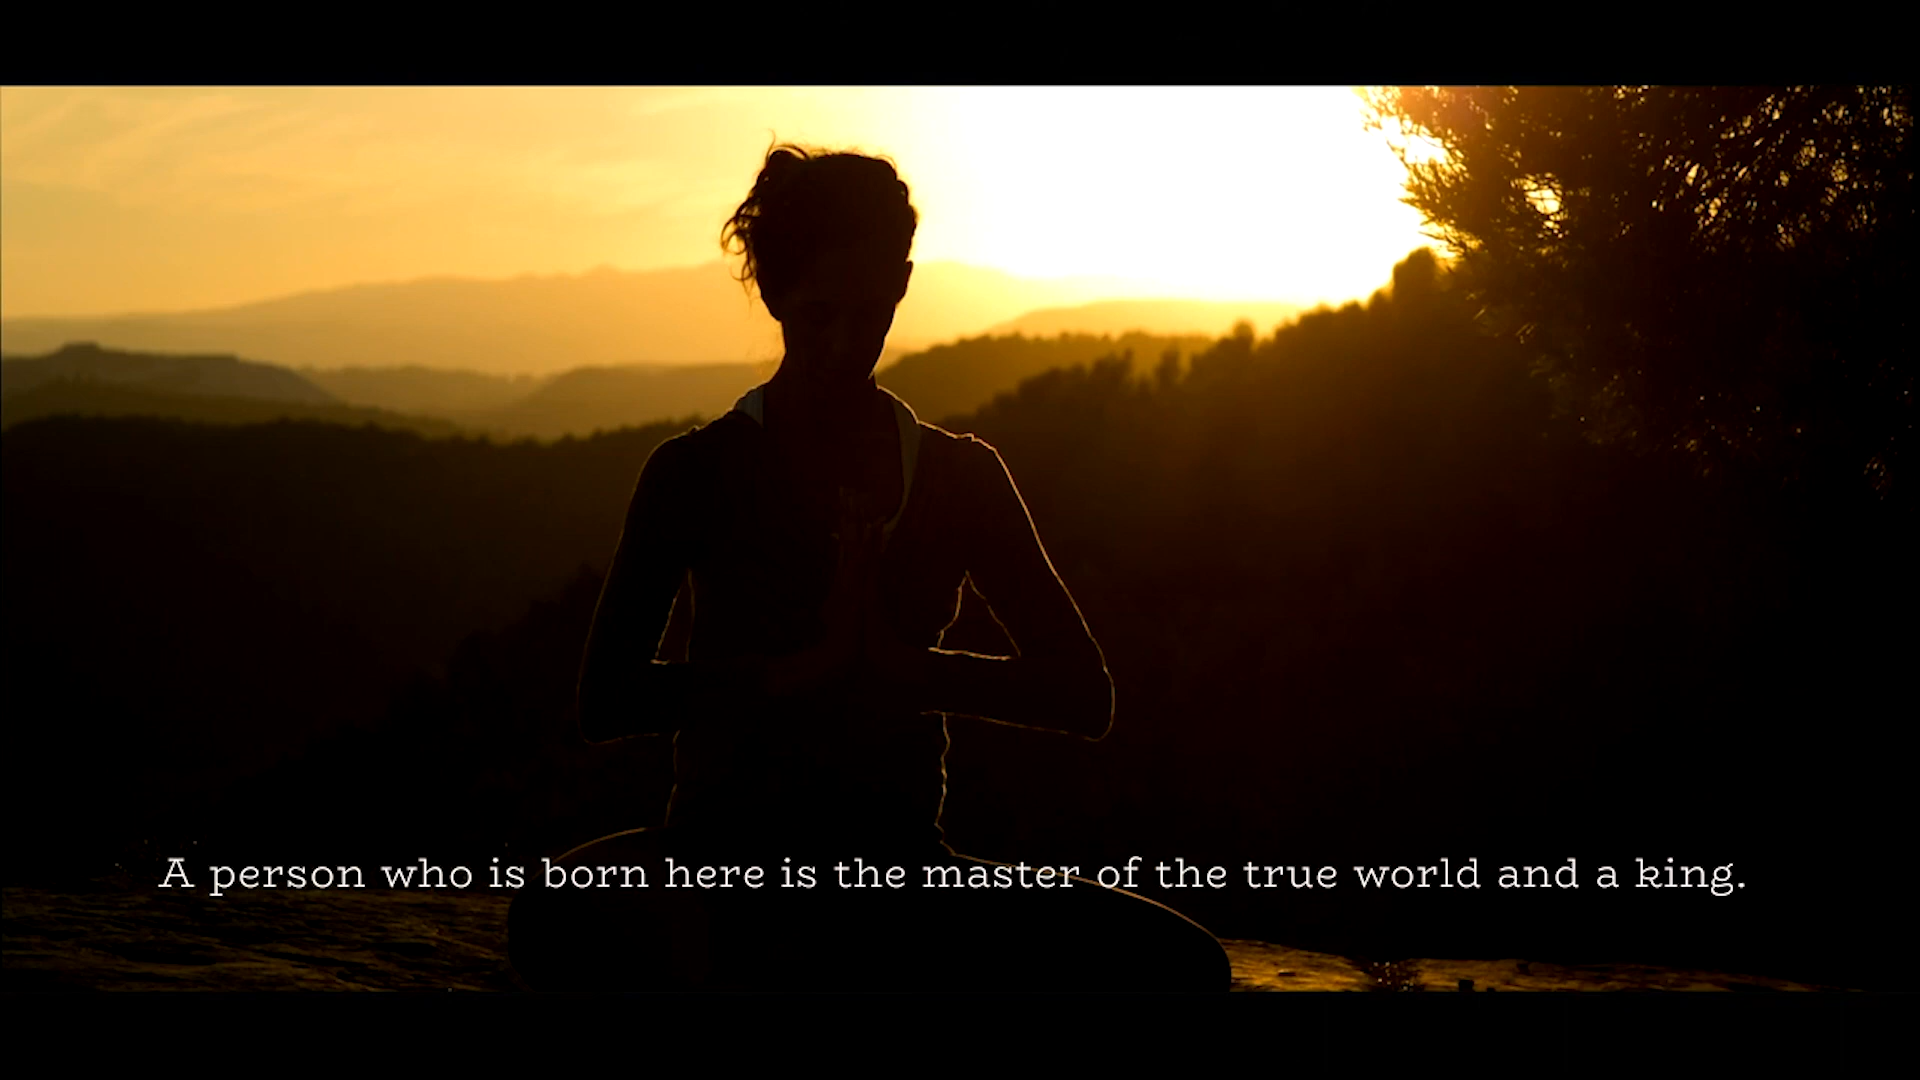 A person who is born here is the master of the true world and a king.